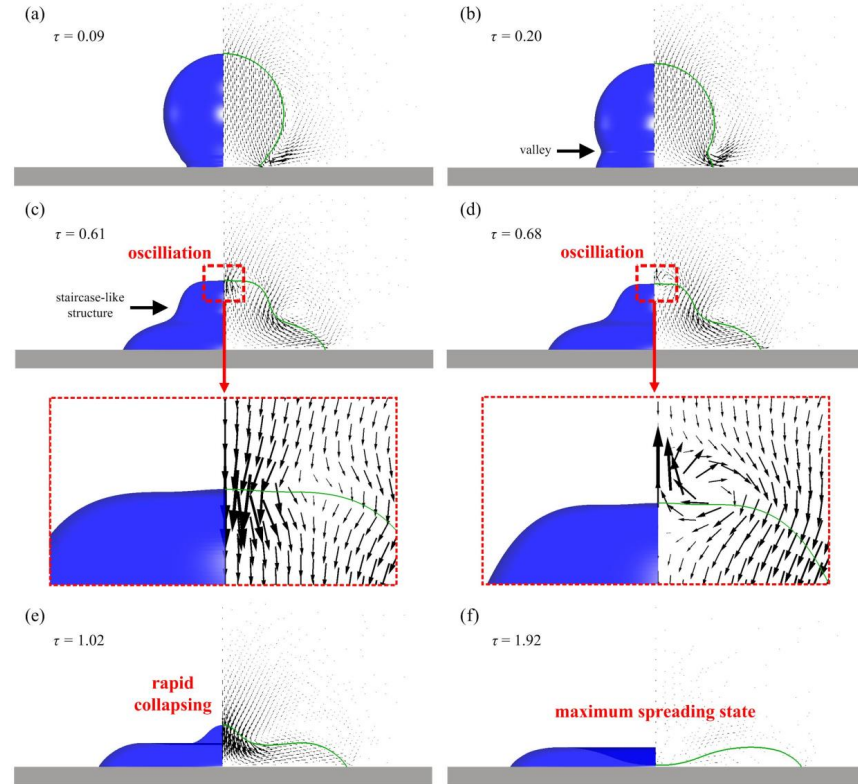 (a)
τ = 0.09
(b)
τ = 0.20
valley
(c)
τ = 0.61
oscilliation
staircase-like
structure
(d)
τ = 0.68
oscilliation
(e)
τ = 1.02
rapid
collapsing
(f)
τ = 1.92
maximum spreading state